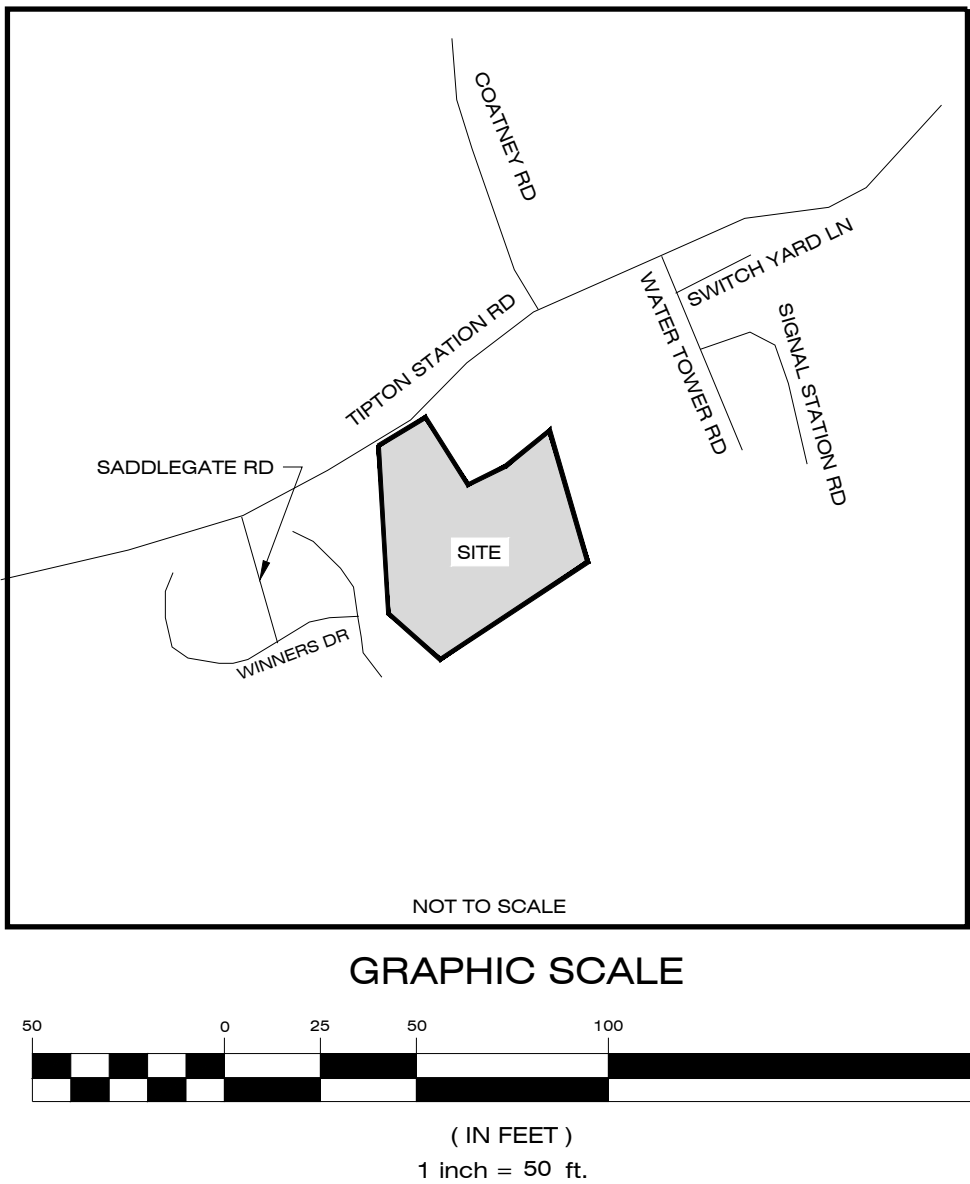 COATNEY RD
SWITCH YARD LN
TIPTON STATION RD
WATER TOWER RD
SIGNAL STATION RD
SADDLEGATE RD
SITE
WINNERS DR
NOT TO SCALE
GRAPHIC SCALE
50 0 25 50 100
( IN FEET )
1 inch = 50 ft.